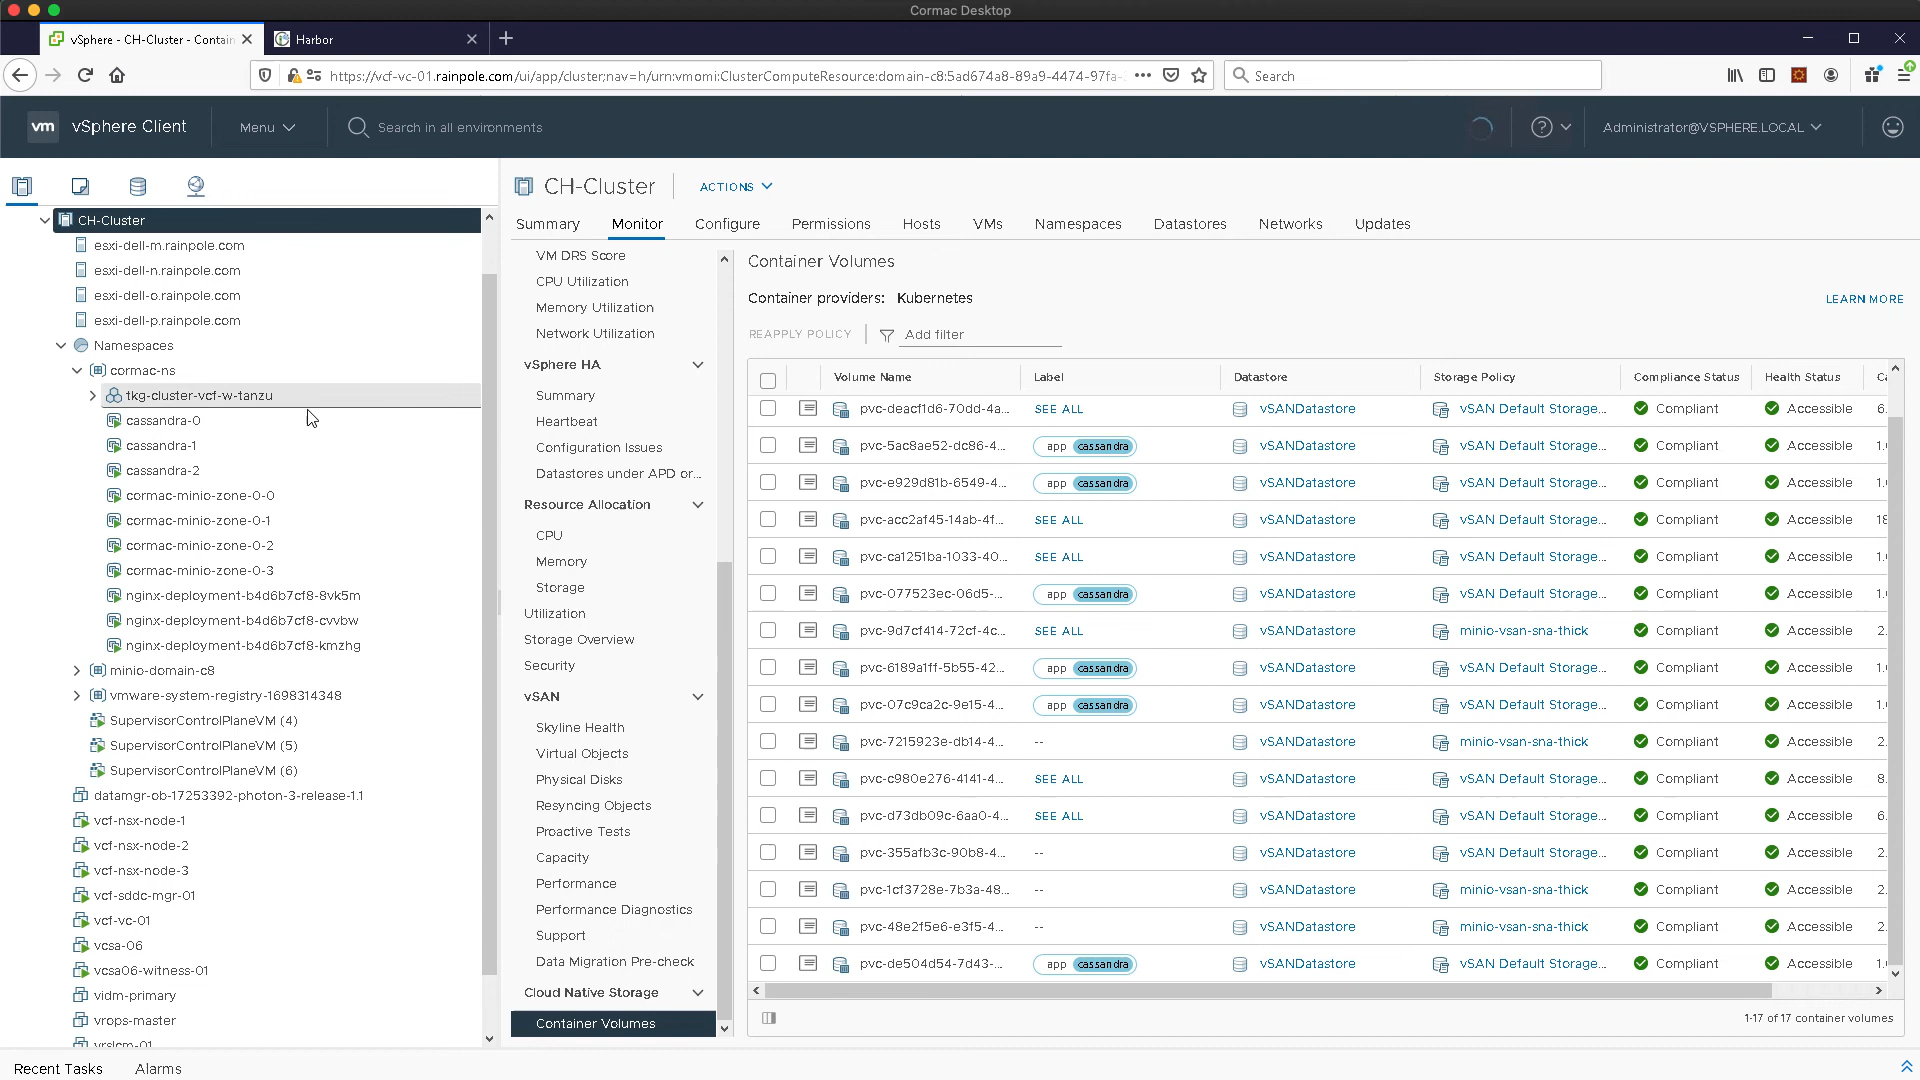 Cormac Desktop
vSphere - CH-Cluster - Contain
Harbor
https://vcf-vc-01.rainpole.com/ui/app/cluster;nav=h/urn:vmomi:ClusterComputeResource:domain-c8:5ad674a8-89a9-4474-97fa-
Search
vm
vSphere Client
Menu
Search in all environments
Administrator@VSPHERE.LOCAL
CH-Cluster
esxi-dell-m.rainpole.com
esxi-dell-n.rainpole.com
esxi-dell-o.rainpole.com
esxi-dell-p.rainpole.com
Namespaces
cormac-ns
tkg-cluster-vcf-w-tanzu
cassandra-0
cassandra-1
cassandra-2
cormac-minio-zone-0-0
cormac-minio-zone-0-1
cormac-minio-zone-0-2
cormac-minio-zone-0-3
nginx-deployment-b4d6b7cf8-8vk5m
nginx-deployment-b4d6b7cf8-cvvbw
nginx-deployment-b4d6b7cf8-kmzhg
minio-domain-c8
vmware-system-registry-1698314348
SupervisorControlPlaneVM (4)
SupervisorControlPlaneVM (5)
SupervisorControlPlaneVM (6)
datamgr-ob-17253392-photon-3-release-1.1
vcf-nsx-node-1
vcf-nsx-node-2
vcf-nsx-node-3
vcf-sddc-mgr-01
vcf-vc-01
vcsa-06
vcsa06-witness-01
vidm-primary
vrops-master
vrslcm-01
CH-Cluster
ACTIONS
Summary Monitor Configure Permissions Hosts VMs Namespaces Datastores Networks Updates
VM DRS Score
CPU Utilization
Memory Utilization
Network Utilization
vSphere HA
Summary
Heartbeat
Configuration Issues
Datastores under APD or...
Resource Allocation
CPU
Memory
Storage
Utilization
Storage Overview
Security
vSAN
Skyline Health
Virtual Objects
Physical Disks
Resyncing Objects
Proactive Tests
Capacity
Performance
Performance Diagnostics
Support
Data Migration Pre-check
Cloud Native Storage
Container Volumes
Container Volumes
Container providers: Kubernetes
LEARN MORE
REAPPLY POLICY Add filter
Volume Name Label Datastore Storage Policy Compliance Status Health Status
pvc-deacf1d6-70dd-4a... SEE ALL vSANDatastore vSAN Default Storage... Compliant Accessible 6.
pvc-5ac8ae52-dc86-4... app cassandra vSANDatastore vSAN Default Storage... Compliant Accessible 1.
pvc-e929d81b-6549-4... app cassandra vSANDatastore vSAN Default Storage... Compliant Accessible 1.
pvc-acc2af45-14ab-4f... SEE ALL vSANDatastore vSAN Default Storage... Compliant Accessible 18
pvc-ca1251ba-1033-40... SEE ALL vSANDatastore vSAN Default Storage... Compliant Accessible 1.
pvc-077523ec-06d5-... app cassandra vSANDatastore vSAN Default Storage... Compliant Accessible 1.
pvc-9d7cf414-72cf-4c... SEE ALL vSANDatastore minio-vsan-sna-thick Compliant Accessible 2.
pvc-6189a1ff-5b55-42... app cassandra vSANDatastore vSAN Default Storage... Compliant Accessible 1.
pvc-07c9ca2c-9e15-4... app cassandra vSANDatastore vSAN Default Storage... Compliant Accessible 1.
pvc-7215923e-db14-4... -- vSANDatastore minio-vsan-sna-thick Compliant Accessible 2.
pvc-c980e276-4141-4... SEE ALL vSANDatastore vSAN Default Storage... Compliant Accessible 8.
pvc-d73db09c-6aa0-4... SEE ALL vSANDatastore vSAN Default Storage... Compliant Accessible 6.
pvc-355afb3c-90b8-4... -- vSANDatastore vSAN Default Storage... Compliant Accessible 2.
pvc-1cf3728e-7b3a-48... -- vSANDatastore minio-vsan-sna-thick Compliant Accessible 2.
pvc-48e2f5e6-e3f5-4... -- vSANDatastore minio-vsan-sna-thick Compliant Accessible 2.
pvc-de504d54-7d43-... app cassandra vSANDatastore vSAN Default Storage... Compliant Accessible 1.
1-17 of 17 container volumes
Recent Tasks Alarms